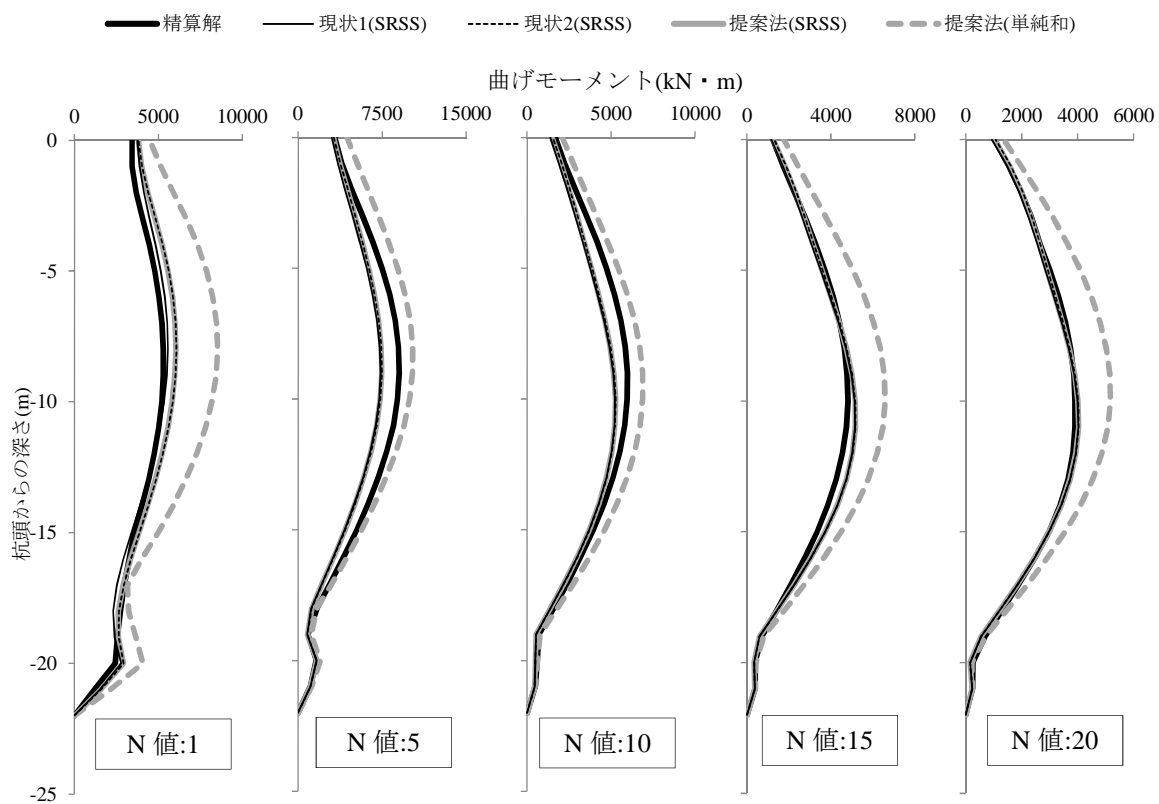 精算解 現状1(SRSS) 現状2(SRSS) 提案法(SRSS) 提案法(単純和)
曲げモーメント(kN・m)
0 5000 10000 0 7500 15000 0 5000 10000 0 4000 8000 0 2000 4000 6000
0
-5
-10
-15
-20
-25
杭頭からの深さ(m)
N 値:1 N 値:5 N 値:10 N 値:15 N 値:20